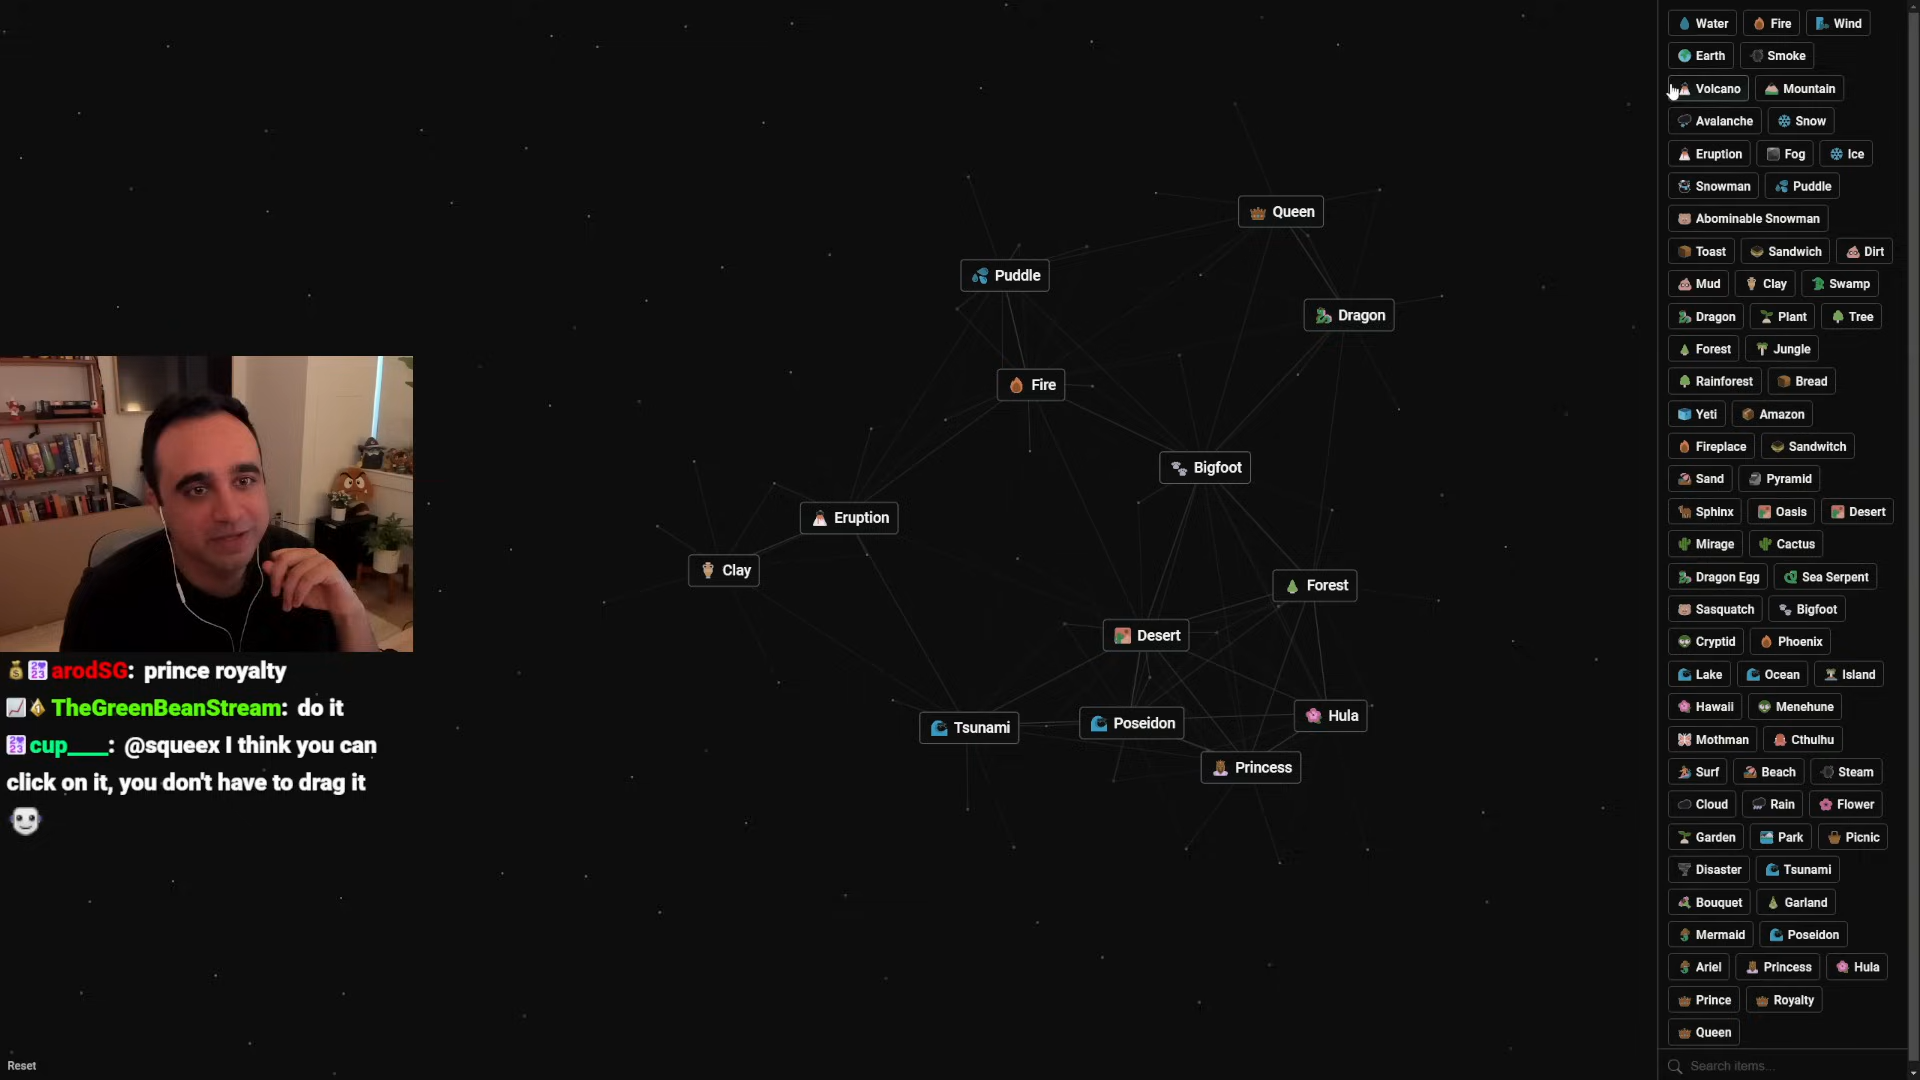 Queen
Puddle
Dragon
Fire
Bigfoot
Eruption
Clay
Forest
Desert
Tsunami
Poseidon
Hula
Princess
arodSG: prince royalty
TheGreenBeanStream: do it
cup____: @squeex I think you can
click on it, you don't have to drag it
Reset
Water Fire Wind
Earth Smoke
Volcano Mountain
Avalanche Snow
Eruption Fog Ice
Snowman Puddle
Abominable Snowman
Toast Sandwich Dirt
Mud Clay Swamp
Dragon Plant Tree
Forest Jungle
Rainforest Bread
Yeti Amazon
Fireplace Sandwitch
Sand Pyramid
Sphinx Oasis Desert
Mirage Cactus
Dragon Egg Sea Serpent
Sasquatch Bigfoot
Cryptid Phoenix
Lake Ocean Island
Hawaii Menehune
Mothman Cthulhu
Surf Beach Steam
Cloud Rain Flower
Garden Park Picnic
Disaster Tsunami
Bouquet Garland
Mermaid Poseidon
Ariel Princess Hula
Prince Royalty
Queen
Search items...